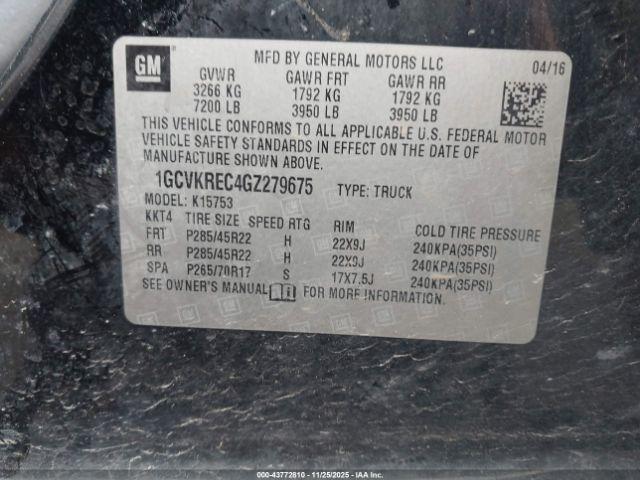 GM
MFD BY GENERAL MOTORS LLC 04/16
GVWR GAWR FRT GAWR RR
3266 KG 1792 KG 1792 KG
7200 LB 3950 LB 3950 LB
THIS VEHICLE CONFORMS TO ALL APPLICABLE U.S. FEDERAL MOTOR
VEHICLE SAFETY STANDARDS IN EFFECT ON THE DATE OF
MANUFACTURE SHOWN ABOVE.
1GCVKREC4GZ279675 TYPE: TRUCK
MODEL: K15753
KKT4 TIRE SIZE SPEED RTG RIM COLD TIRE PRESSURE
FRT P285/45R22 H 22X9J 240KPA(35PSI)
RR P285/45R22 H 22X9J 240KPA(35PSI)
SPA P265/70R17 S 17X7.5J 240KPA(35PSI)
SEE OWNER'S MANUAL FOR MORE INFORMATION.
000-43772810 - 11/25/2025 - IAAI.COM